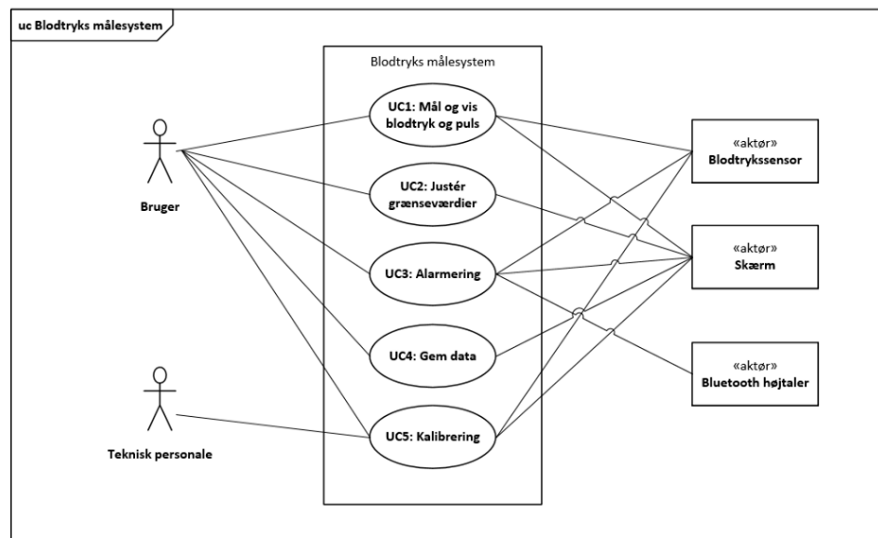 uc Blodtryks målesystem
Blodtryks målesystem
UC1: Mål og vis
blodtryk og puls
UC2: Justér
grænseværdier
UC3: Alarmering
UC4: Gem data
UC5: Kalibrering
Bruger
Teknisk personale
«aktør»
Blodtrykssensor
«aktør»
Skærm
«aktør»
Bluetooth højtaler